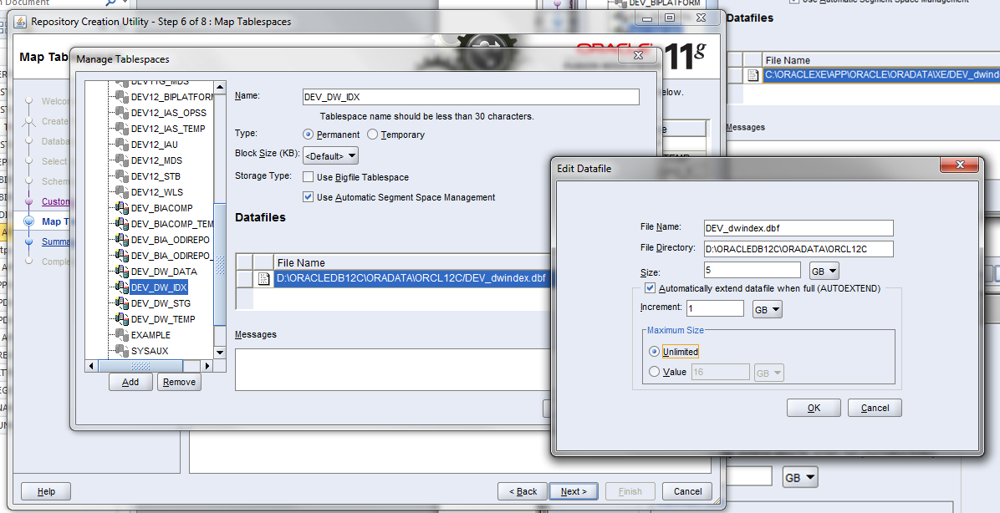 Document
DEV_BIPLATFORM
Use Automatic Segment Space Management
Repository Creation Utility - Step 6 of 8 : Map Tablespaces
Datafiles
Map Tab
ORACLE
11g
File Name
C:\ORACLEXE\APP\ORACLE\ORADATA\XE/DEV_dwinde
Messages
Welcom
Create
Databa
Select
Schem
Custom
Map T
Summa
Comple
elow.
Manage Tablespaces
DEV11G_MDS
DEV12_BIPLATFORM
DEV12_IAS_OPSS
DEV12_IAS_TEMP
DEV12_IAU
DEV12_MDS
DEV12_STB
DEV12_WLS
DEV_BIACOMP
DEV_BIACOMP_TEM
DEV_BIA_ODIREPO
DEV_BIA_ODIREPO_
DEV_DW_DATA
DEV_DW_IDX
DEV_DW_STG
DEV_DW_TEMP
EXAMPLE
SYSAUX
Add
Remove
Name:
DEV_DW_IDX
Tablespace name should be less than 30 characters.
Type:
Permanent
Temporary
Block Size (KB):
<Default>
Storage Type:
Use Bigfile Tablespace
Use Automatic Segment Space Management
Datafiles
File Name
D:\ORACLEDB12C\ORADATA\ORCL12C/DEV_dwindex.dbf
Messages
Edit Datafile
File Name:
DEV_dwindex.dbf
File Directory:
D:\ORACLEDB12C\ORADATA\ORCL12C
Size:
5
GB
Automatically extend datafile when full (AUTOEXTEND)
Increment:
1
GB
Maximum Size
Unlimited
Value
16
GB
OK
Cancel
GB
Help
< Back
Next >
Finish
Cancel